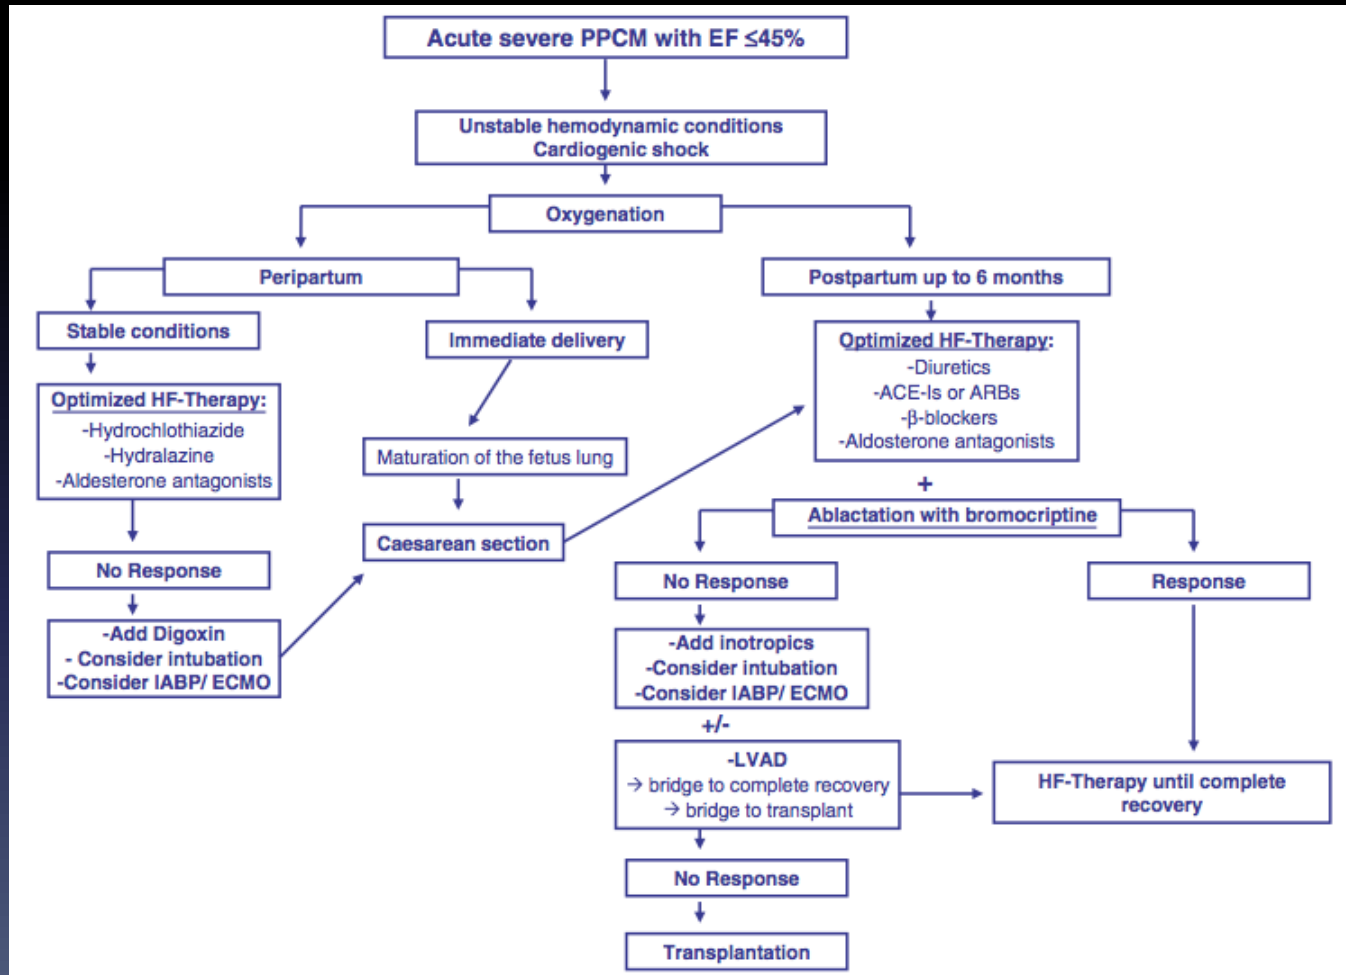 Acute severe PPCM with EF ≤45%
Unstable hemodynamic conditions
Cardiogenic shock
Oxygenation
Peripartum
Postpartum up to 6 months
Stable conditions
Immediate delivery
Optimized HF-Therapy:
-Hydrochlothiazide
-Hydralazine
-Aldesterone antagonists
Maturation of the fetus lung
Caesarean section
No Response
-Add Digoxin
- Consider intubation
-Consider IABP/ ECMO
Optimized HF-Therapy:
-Diuretics
-ACE-Is or ARBs
-β-blockers
-Aldosterone antagonists
+
Ablactation with bromocriptine
No Response
Response
-Add inotropics
-Consider intubation
-Consider IABP/ ECMO
+/-
-LVAD
→ bridge to complete recovery
→ bridge to transplant
HF-Therapy until complete
recovery
No Response
Transplantation